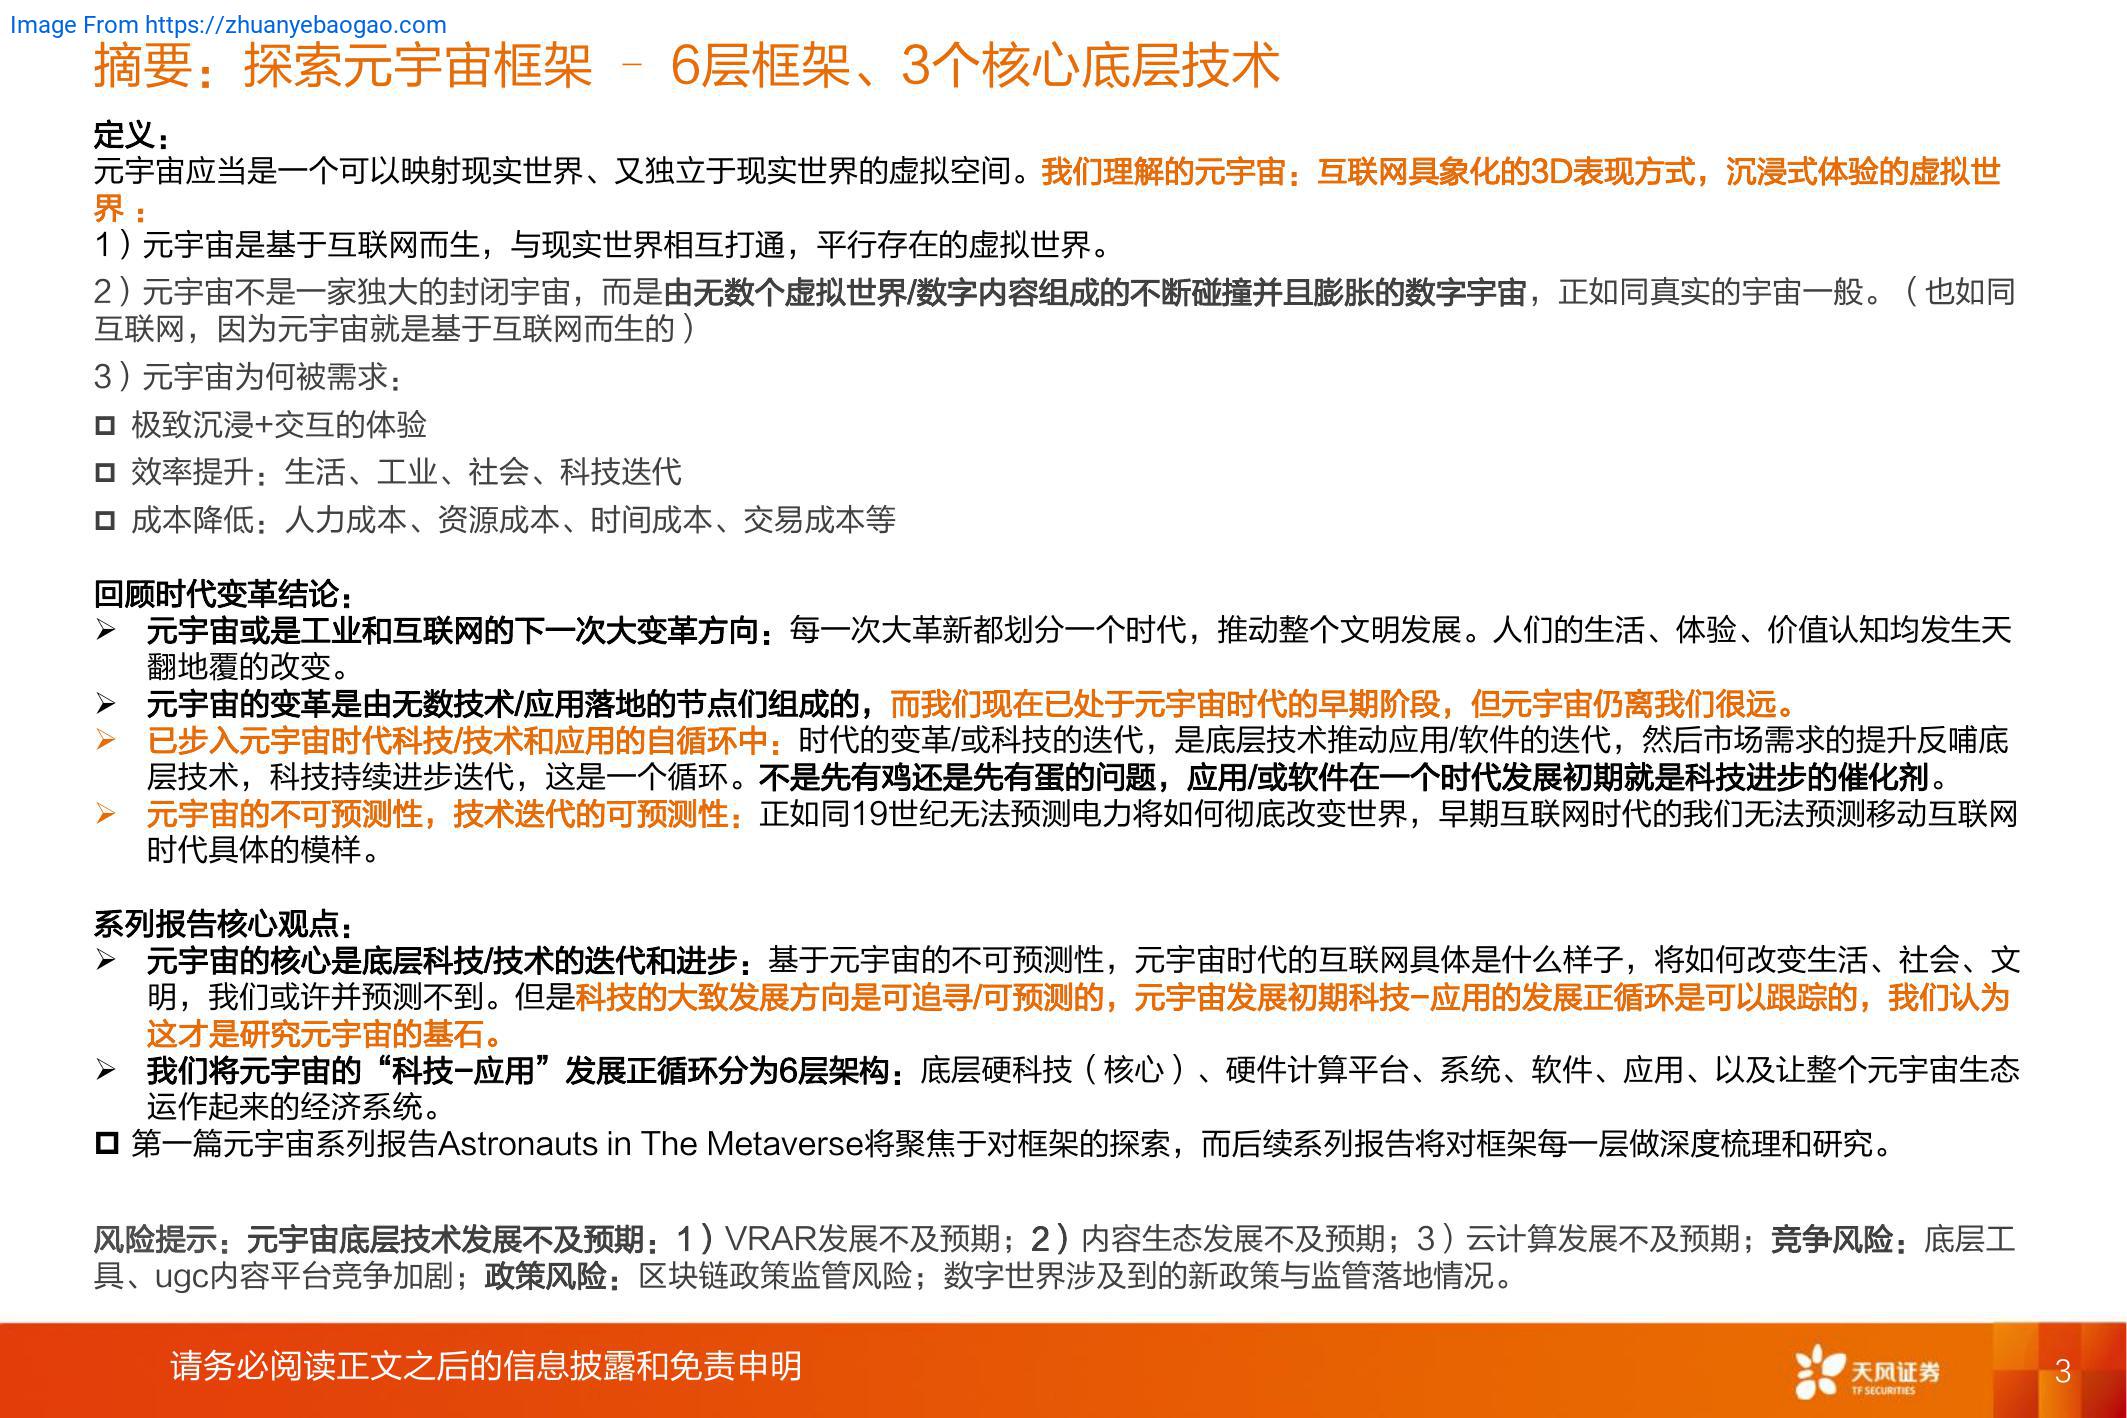 Image From https://zhuanyebaogao.com
摘要：探索元宇宙框架 – 6层框架、3个核心底层技术
定义：
元宇宙应当是一个可以映射现实世界、又独立于现实世界的虚拟空间。我们理解的元宇宙：互联网具象化的3D表现方式，沉浸式体验的虚拟世
界 ：
1）元宇宙是基于互联网而生，与现实世界相互打通，平行存在的虚拟世界。
2）元宇宙不是一家独大的封闭宇宙，而是由无数个虚拟世界/数字内容组成的不断碰撞并且膨胀的数字宇宙，正如同真实的宇宙一般。（也如同
互联网，因为元宇宙就是基于互联网而生的）
3）元宇宙为何被需求：
极致沉浸+交互的体验
效率提升：生活、工业、社会、科技迭代
成本降低：人力成本、资源成本、时间成本、交易成本等
回顾时代变革结论：
元宇宙或是工业和互联网的下一次大变革方向：每一次大革新都划分一个时代，推动整个文明发展。人们的生活、体验、价值认知均发生天
翻地覆的改变。
元宇宙的变革是由无数技术/应用落地的节点们组成的，而我们现在已处于元宇宙时代的早期阶段，但元宇宙仍离我们很远。
已步入元宇宙时代科技/技术和应用的自循环中：时代的变革/或科技的迭代，是底层技术推动应用/软件的迭代，然后市场需求的提升反哺底
层技术，科技持续进步迭代，这是一个循环。不是先有鸡还是先有蛋的问题，应用/或软件在一个时代发展初期就是科技进步的催化剂。
元宇宙的不可预测性，技术迭代的可预测性：正如同19世纪无法预测电力将如何彻底改变世界，早期互联网时代的我们无法预测移动互联网
时代具体的模样。
系列报告核心观点：
元宇宙的核心是底层科技/技术的迭代和进步：基于元宇宙的不可预测性，元宇宙时代的互联网具体是什么样子，将如何改变生活、社会、文
明，我们或许并预测不到。但是科技的大致发展方向是可追寻/可预测的，元宇宙发展初期科技–应用的发展正循环是可以跟踪的，我们认为
这才是研究元宇宙的基石。
我们将元宇宙的“科技–应用”发展正循环分为6层架构：底层硬科技（核心）、硬件计算平台、系统、软件、应用、以及让整个元宇宙生态
运作起来的经济系统。
第一篇元宇宙系列报告Astronauts in The Metaverse将聚焦于对框架的探索，而后续系列报告将对框架每一层做深度梳理和研究。
风险提示：元宇宙底层技术发展不及预期：1）VRAR发展不及预期；2）内容生态发展不及预期；3）云计算发展不及预期；竞争风险：底层工
具、ugc内容平台竞争加剧；政策风险：区块链政策监管风险；数字世界涉及到的新政策与监管落地情况。
请务必阅读正文之后的信息披露和免责申明
天风证券
TF SECURITIES
3